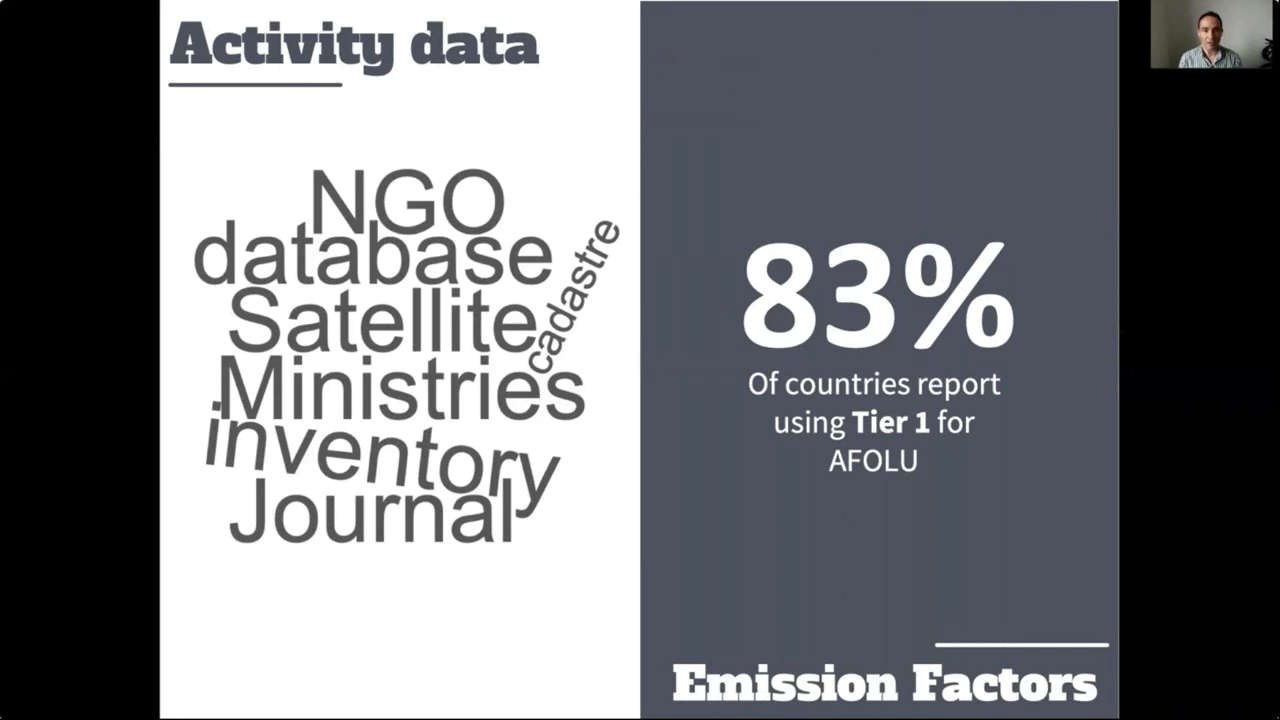 Activity data
NGO
database
Satellite
cadastre
Ministries
inventory
Journal
83%
Of countries report
using Tier 1 for
AFOLU
Emission Factors